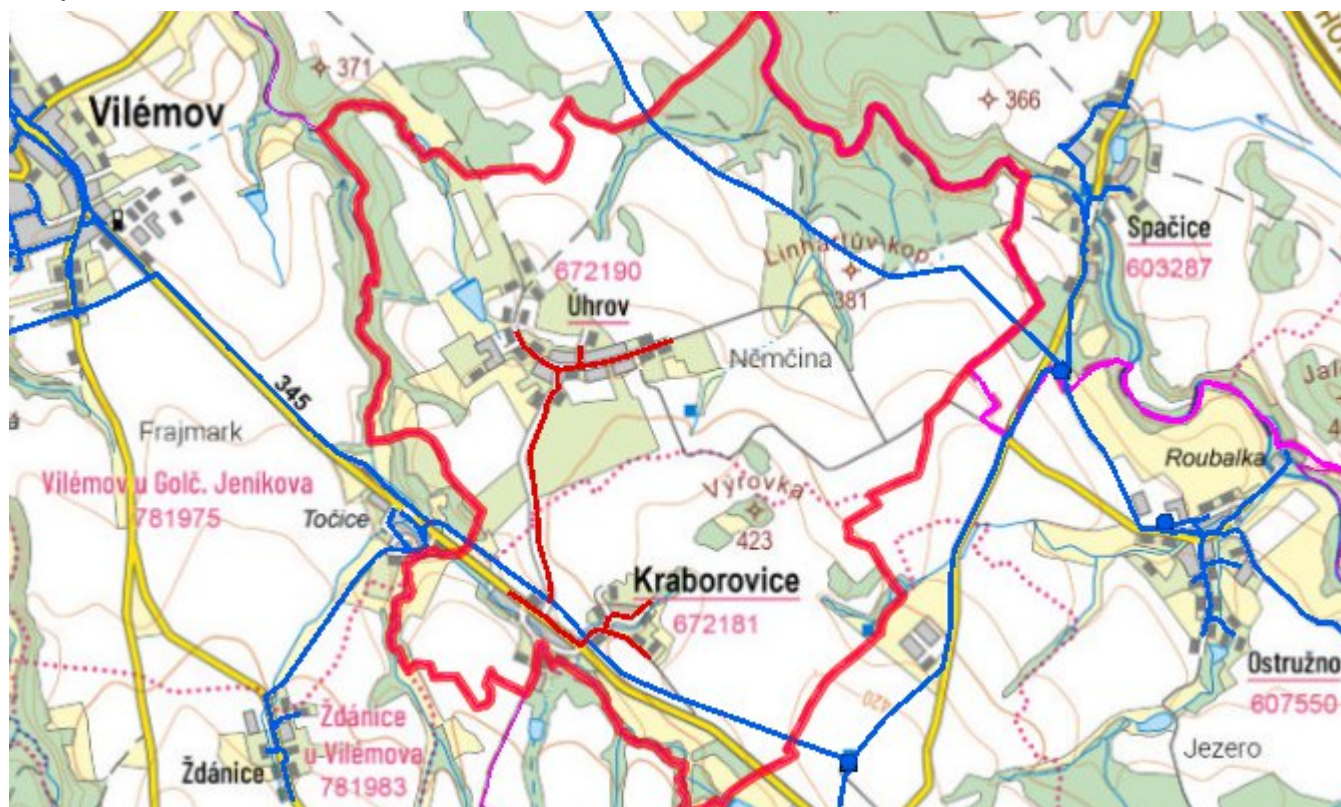 371
366
Vilémov
Spačice
603287
Linhartův kop.
381
672190
Úhrov
Němčina
345
Frajmark
Roubalka
Vilémov u Golč. Jeníkova
781975
Točice
Výrovka
423
Kraborovice
672181
Ostružno
607550
420
Ždánice
u-Vilémova
781983
Ždánice
Jezero